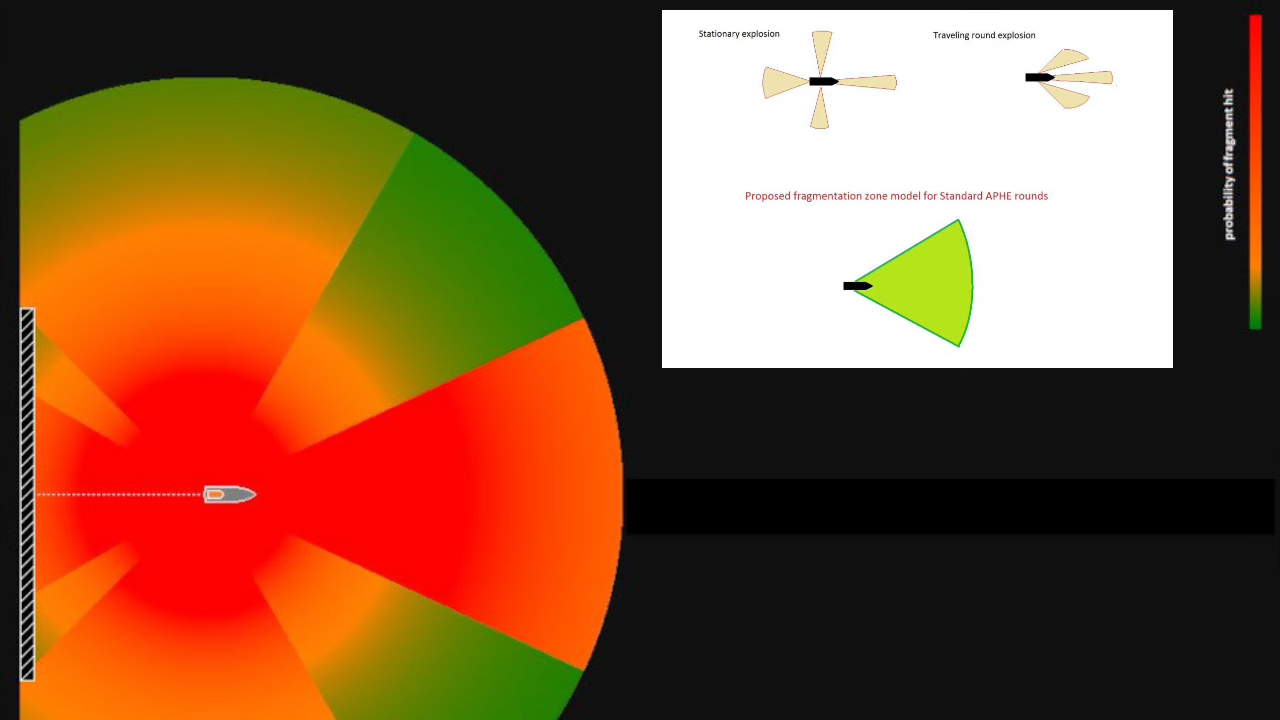 Stationary explosion
Traveling round explosion
Proposed fragmentation zone model for Standard APHE rounds
probability of fragment hit